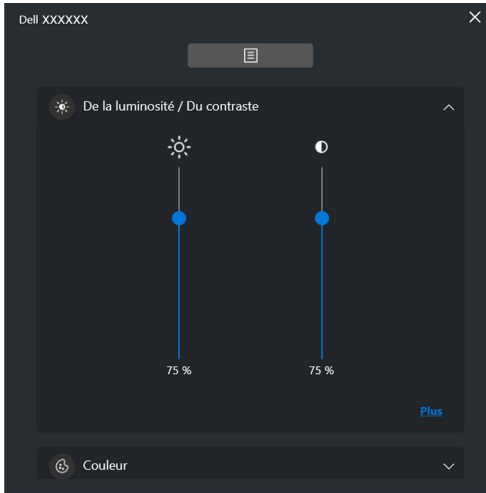 Dell XXXXXX
De la luminosité / Du contraste
75 % 75 %
Plus
Couleur